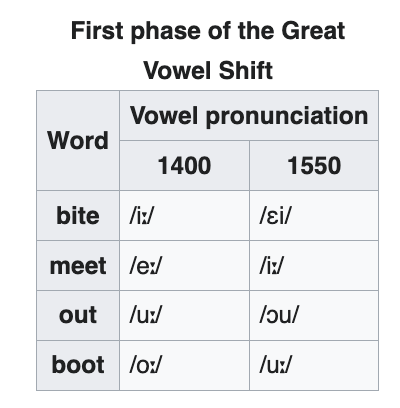 First phase of the Great
Vowel Shift
Word Vowel pronunciation
1400 1550
bite /iː/ /ɛi/
meet /eː/ /iː/
out /uː/ /ɔu/
boot /oː/ /uː/